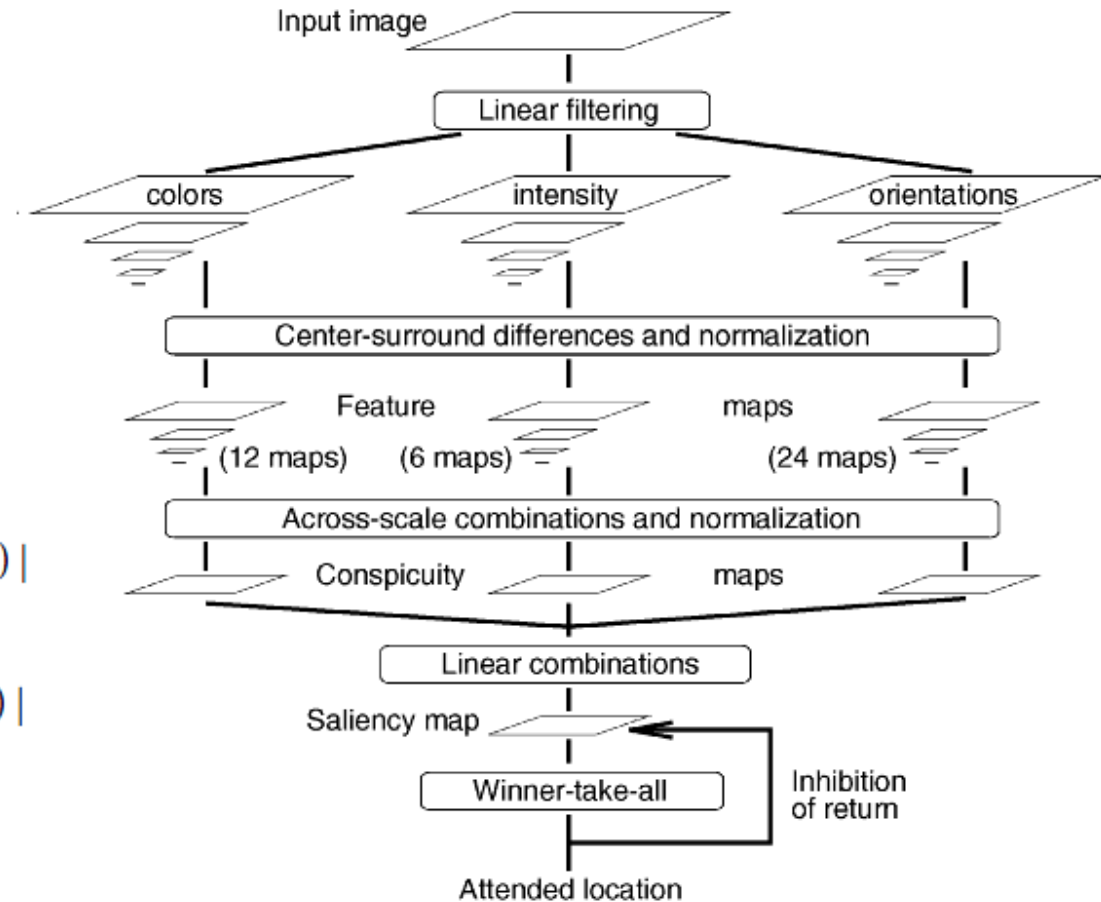 Input image
Linear filtering
colors intensity orientations
Center-surround differences and normalization
Feature maps
(12 maps) (6 maps) (24 maps)
Across-scale combinations and normalization
) |
Conspicuity maps
Linear combinations
) |
Saliency map
Winner-take-all
Inhibition
of return
Attended location